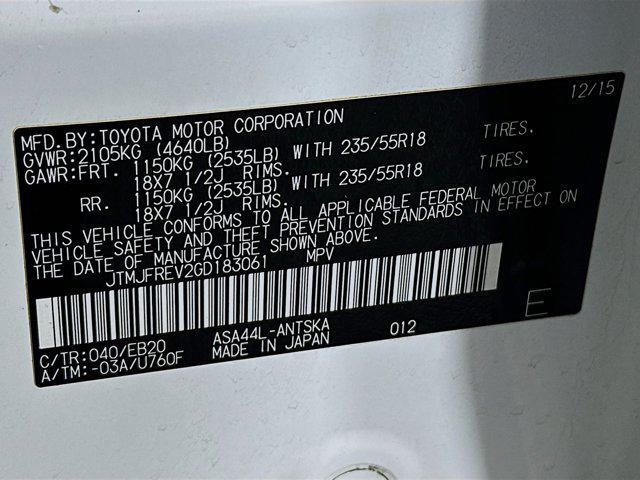 12/15
MFD.BY:TOYOTA MOTOR CORPORATION
GVWR:2105KG (4640LB)
GAWR:FRT. 1150KG (2535LB) WITH 235/55R18 TIRES.
18X7 1/2J RIMS.
RR. 1150KG (2535LB) WITH 235/55R18 TIRES.
18X7 1/2J RIMS.
THIS VEHICLE CONFORMS TO ALL APPLICABLE FEDERAL MOTOR
VEHICLE SAFETY AND THEFT PREVENTION STANDARDS IN EFFECT ON
THE DATE OF MANUFACTURE SHOWN ABOVE.
JTMJFREV2GD183061 MPV
E
C/TR:040/EB20 ASA44L-ANTSKA 012
A/TM:-03A/U760F MADE IN JAPAN